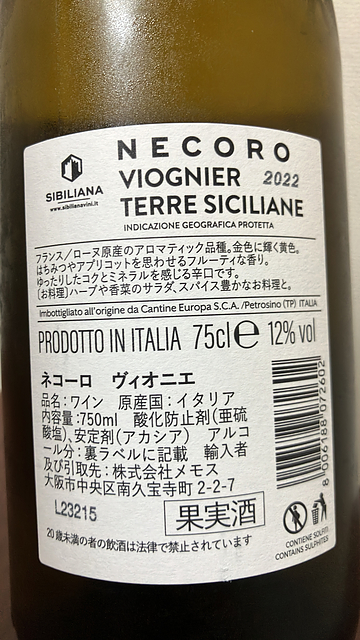 NECORO
VIOGNIER 2022
TERRE SICILIANE
INDICAZIONE GEOGRAFICA PROTETTA
SIBILIANA
www.sibilianavini.it
フランス／ローヌ原産のアロマティック品種。金色に輝く黄色。
はちみつやアプリコットを思わせるフルーティな香り。
ゆったりしたコクとミネラルを感じる辛口です。
〔お料理〕ハーブや香菜のサラダ、スパイス豊かなお料理と。
Imbottigliato all'origine da Cantine Europa S.C.A. /Petrosino (TP) ITALIA
PRODOTTO IN ITALIA 75cl e 12% vol
ネコーロ ヴィオニエ
品名:ワイン 原産国:イタリア
内容量:750ml 酸化防止剤(亜硫
酸塩)、安定剤(アカシア) アルコ
ール分:裏ラベルに記載 輸入者
及び引取先:株式会社メモス
大阪市中央区南久宝寺町 2-2-7
L23215
果実酒
20歳未満の者の飲酒は法律で禁止されています
8 006188 072602
CONTIENE SOLFITI
CONTAINS SULPHITES